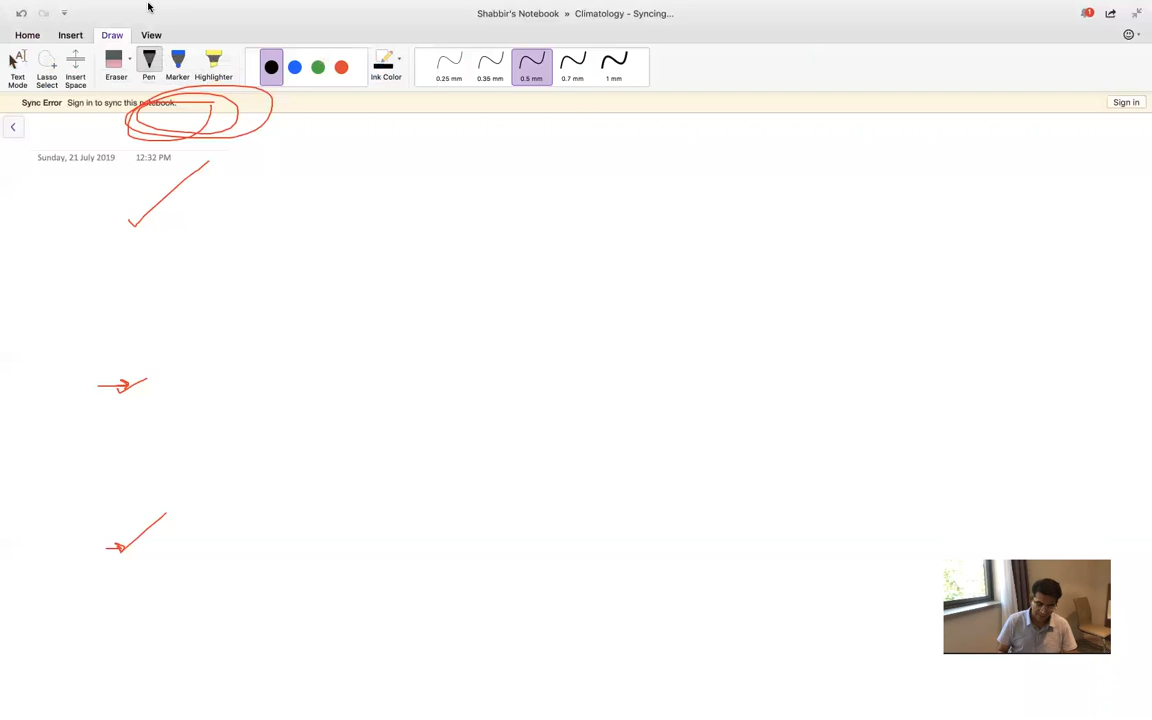 Shabbir's Notebook » Climatology - Syncing...
1
Home Insert Draw View
Text Mode
Lasso Select
Insert Space
Eraser
Pen
Marker
Highlighter
Ink Color
0.25 mm
0.35 mm
0.5 mm
0.7 mm
1 mm
Sync Error Sign in to sync this notebook.
Sign in
Sunday, 21 July 2019 12:32 PM